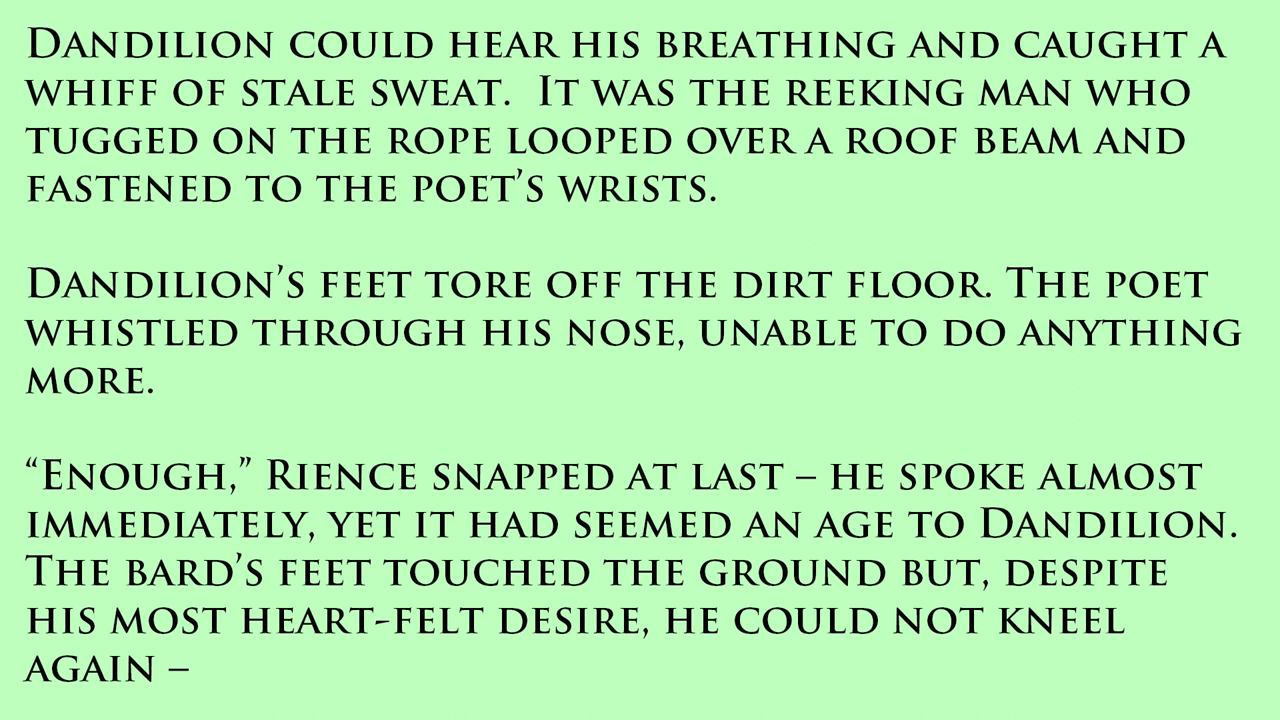 Dandilion could hear his breathing and caught a
whiff of stale sweat.  It was the reeking man who
tugged on the rope looped over a roof beam and
fastened to the poet’s wrists.
Dandilion’s feet tore off the dirt floor. The poet
whistled through his nose, unable to do anything
more.
“Enough,” Rience snapped at last – he spoke almost
immediately, yet it had seemed an age to Dandilion.
The bard’s feet touched the ground but, despite
his most heart-felt desire, he could not kneel
again –